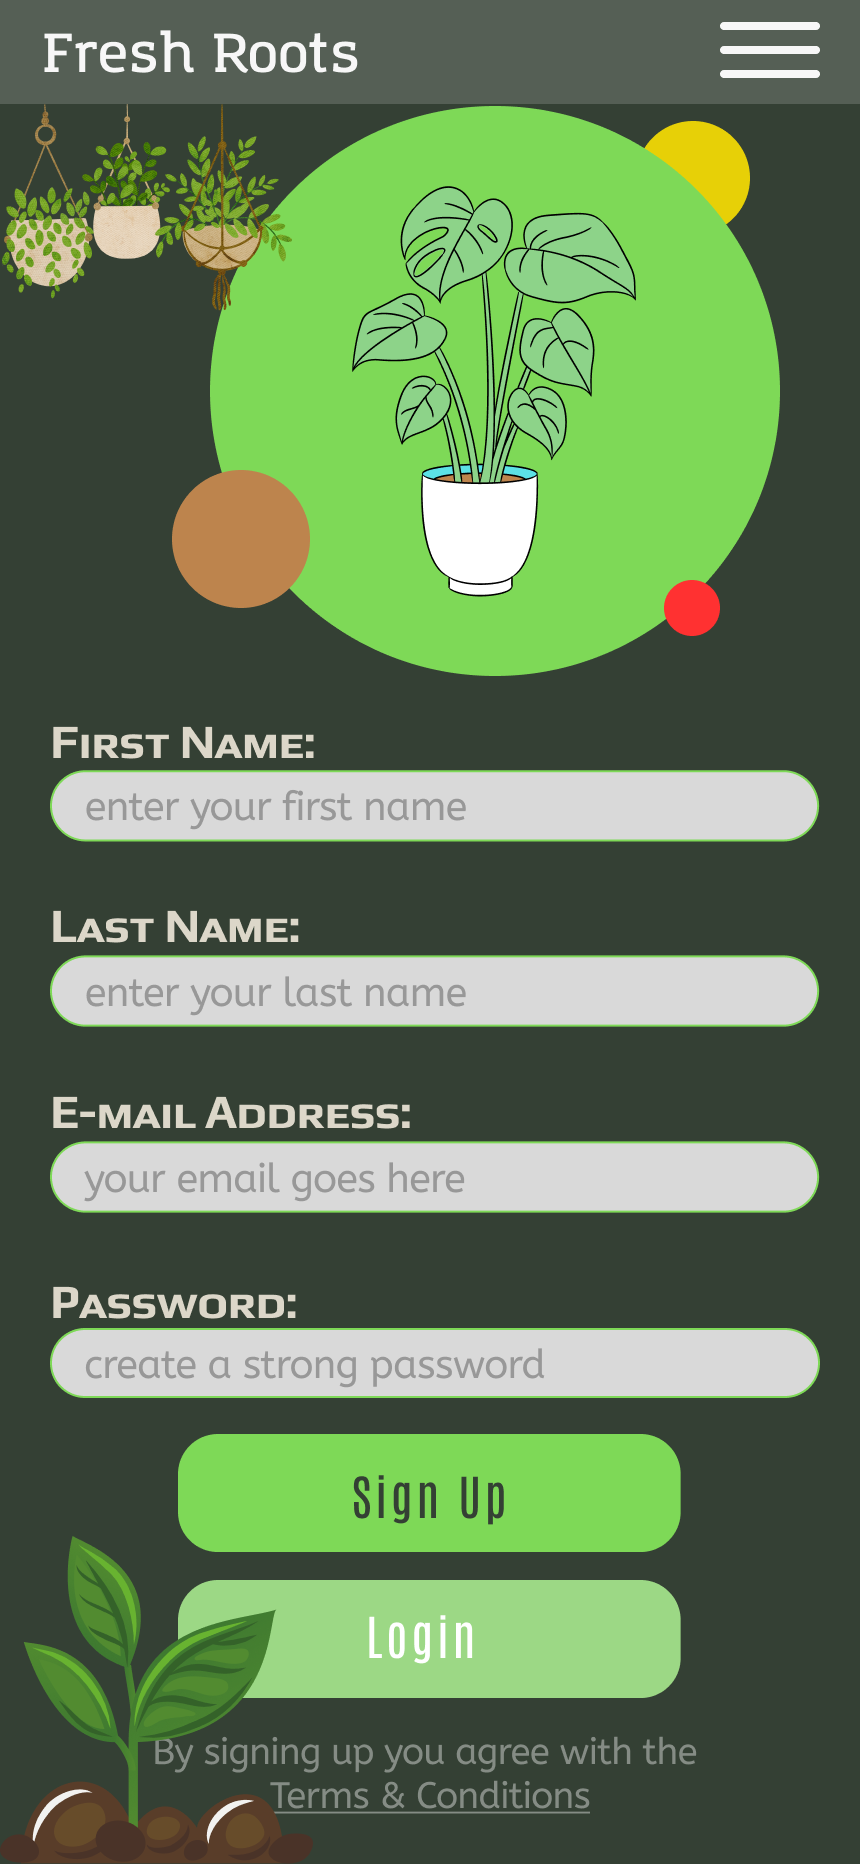 Fresh Roots
First Name:
enter your first name
Last Name:
enter your last name
E-mail Address:
your email goes here
Password:
create a strong password
Sign Up
Login
By signing up you agree with the
Terms & Conditions